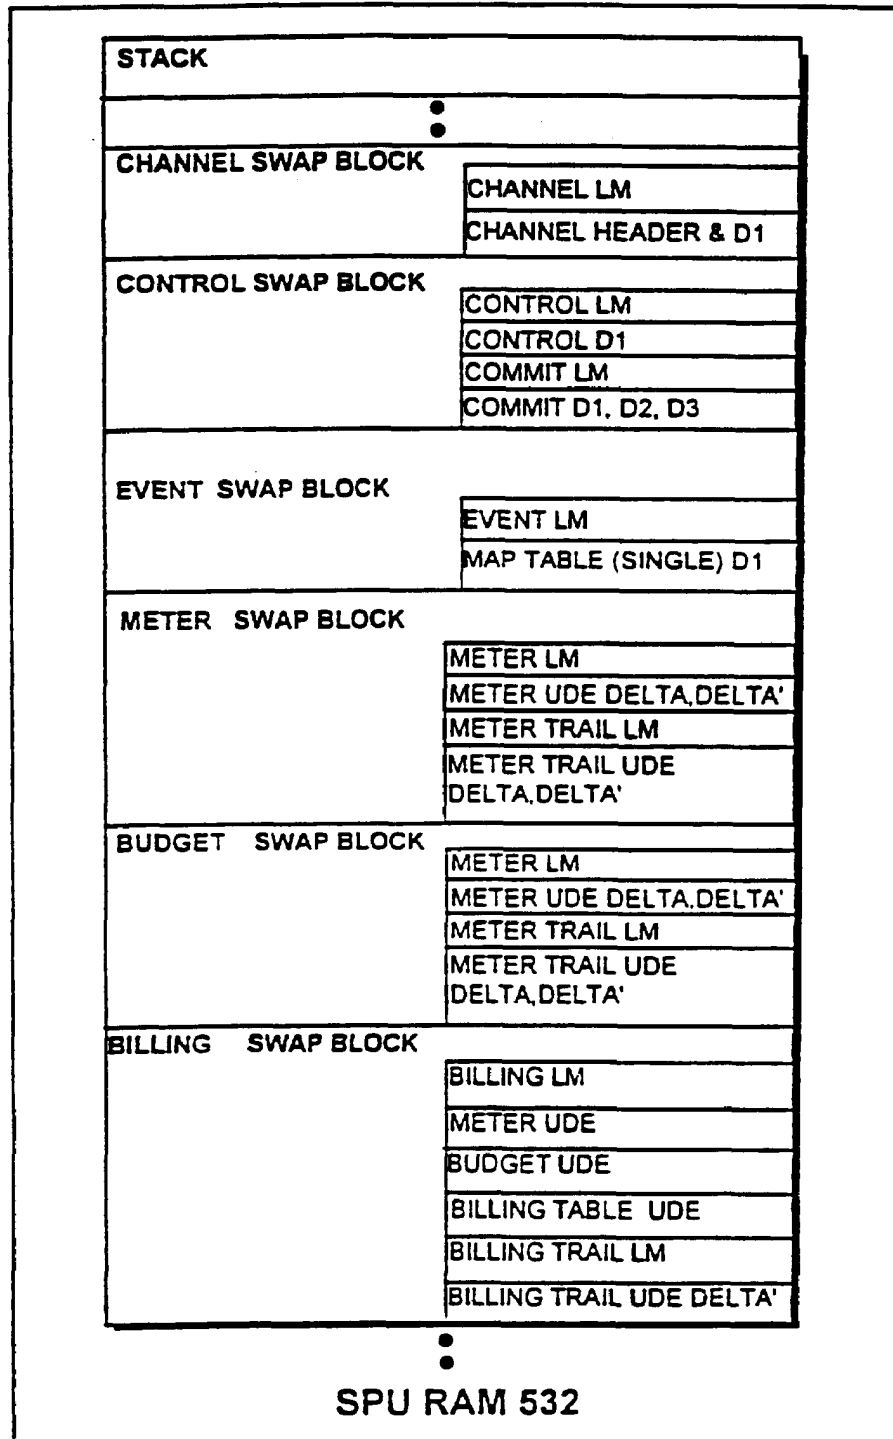 STACK
CHANNEL SWAP BLOCK
CHANNEL LM
CHANNEL HEADER & D1
CONTROL SWAP BLOCK
CONTROL LM
CONTROL D1
COMMIT LM
COMMIT D1, D2, D3
EVENT SWAP BLOCK
EVENT LM
MAP TABLE (SINGLE) D1
METER SWAP BLOCK
METER LM
METER UDE DELTA,DELTA'
METER TRAIL LM
METER TRAIL UDE
DELTA,DELTA'
BUDGET SWAP BLOCK
METER LM
METER UDE DELTA,DELTA'
METER TRAIL LM
METER TRAIL UDE
DELTA,DELTA'
BILLING SWAP BLOCK
BILLING LM
METER UDE
BUDGET UDE
BILLING TABLE UDE
BILLING TRAIL LM
BILLING TRAIL UDE DELTA'
SPU RAM 532